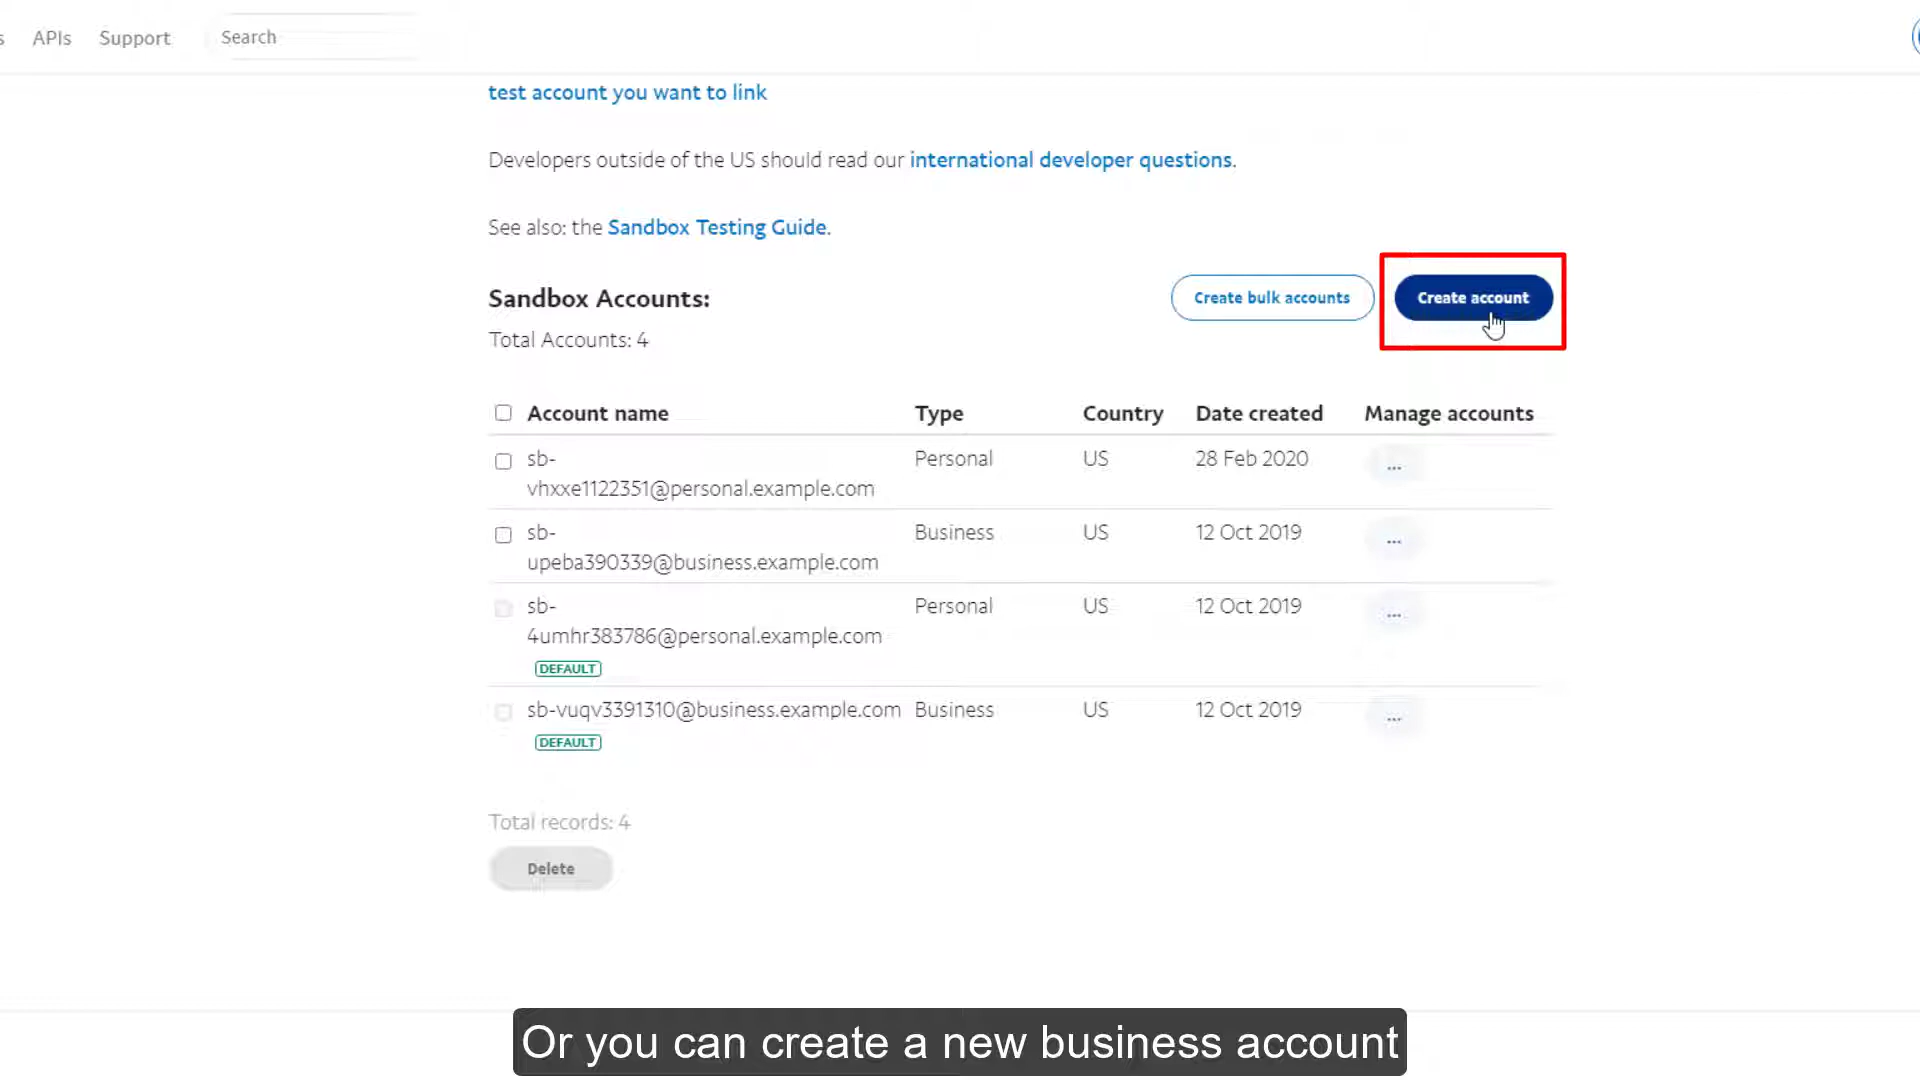 APIs Support Search
test account you want to link
Developers outside of the US should read our international developer questions.
See also: the Sandbox Testing Guide.
Sandbox Accounts:
Create bulk accounts
Create account
Total Accounts: 4
Account name Type Country Date created Manage accounts
sb- Personal US 28 Feb 2020 ...
vhxxe1122351@personal.example.com
sb- Business US 12 Oct 2019 ...
upeba390339@business.example.com
sb- Personal US 12 Oct 2019 ...
4umhr383786@personal.example.com
DEFAULT
sb-vuqv3391310@business.example.com Business US 12 Oct 2019 ...
DEFAULT
Total records: 4
Delete
Or you can create a new business account